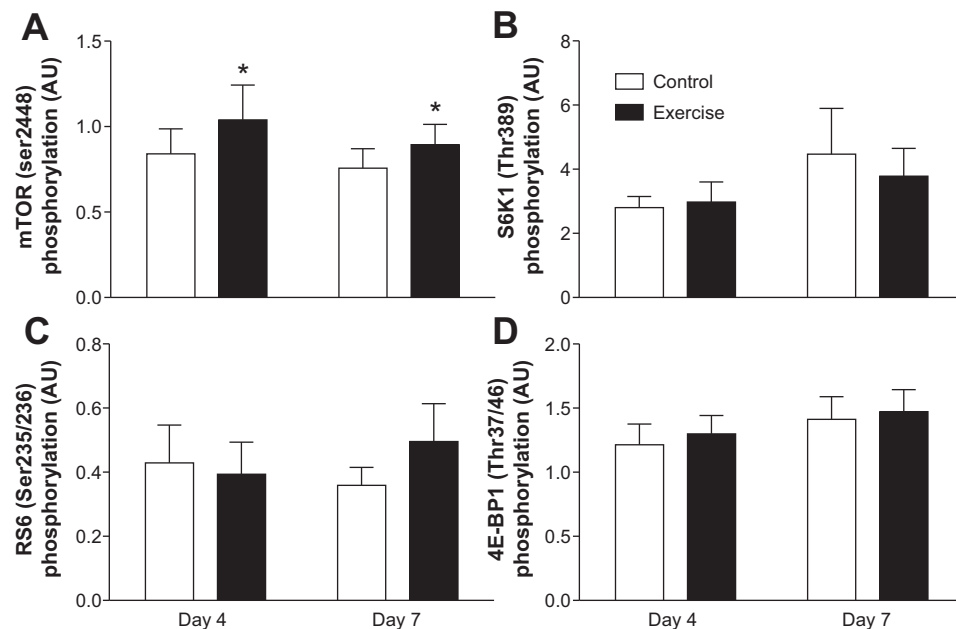 A
mTOR (ser2448)
phosphorylation (AU)
1.5
1.0
0.5
0.0
*
*
B
S6K1 (Thr389)
phosphorylation (AU)
8
6
4
2
0
Control
Exercise
C
RS6 (Ser235/236)
phosphorylation (AU)
0.8
0.6
0.4
0.2
0.0
Day 4
Day 7
D
4E-BP1 (Thr37/46)
phosphorylation (AU)
2.0
1.5
1.0
0.5
0.0
Day 4
Day 7